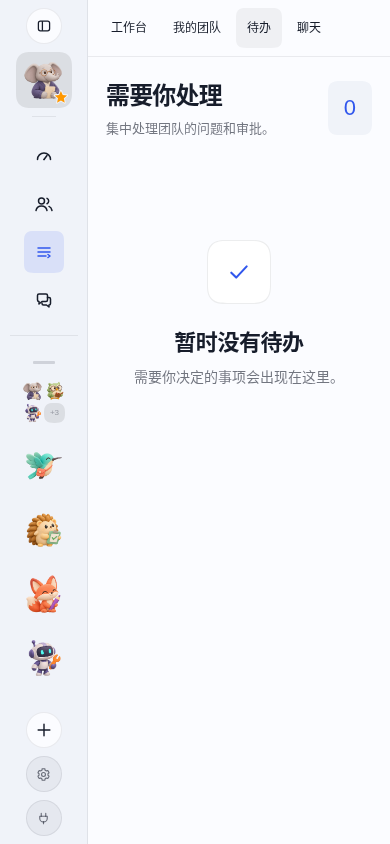 工作台 我的团队 待办 聊天
需要你处理
集中处理团队的问题和审批。
0
暂时没有待办
需要你决定的事项会出现在这里。
+3